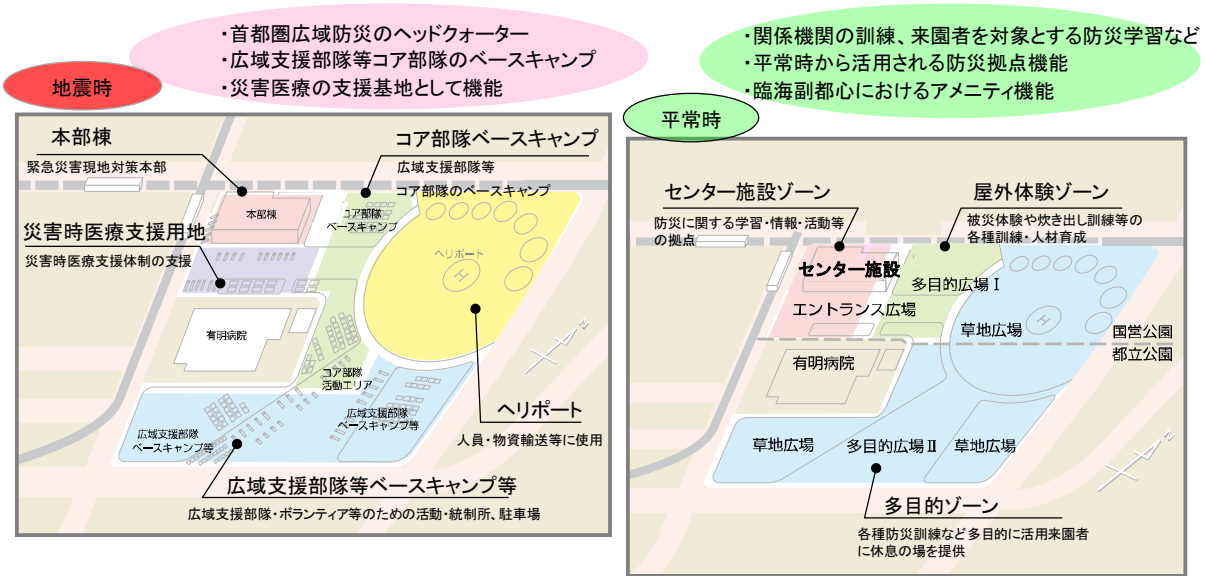 ・首都圏広域防災のヘッドクォーター
・広域支援部隊等コア部隊のベースキャンプ
・災害医療の支援基地として機能
地震時
本部棟
緊急災害現地対策本部
コア部隊ベースキャンプ
広域支援部隊等
コア部隊のベースキャンプ
本部棟
コア部隊
ベースキャンプ
災害時医療支援用地
災害時医療支援体制の支援
ヘリポート
H
有明病院
コア部隊
活動エリア
広域支援部隊
ベースキャンプ等
広域支援部隊
ベースキャンプ等
ヘリポート
人員・物資輸送等に使用
広域支援部隊等ベースキャンプ等
広域支援部隊・ボランティア等のための活動・統制所、駐車場
・関係機関の訓練、来園者を対象とする防災学習など
・平常時から活用される防災拠点機能
・臨海副都心におけるアメニティ機能
平常時
センター施設ゾーン
防災に関する学習・情報・活動等
の拠点
屋外体験ゾーン
被災体験や炊き出し訓練等の
各種訓練・人材育成
センター施設
多目的広場Ⅰ
エントランス広場
草地広場
H
国営公園
都立公園
有明病院
草地広場
多目的広場Ⅱ
草地広場
多目的ゾーン
各種防災訓練など多目的に活用来園者
に休息の場を提供